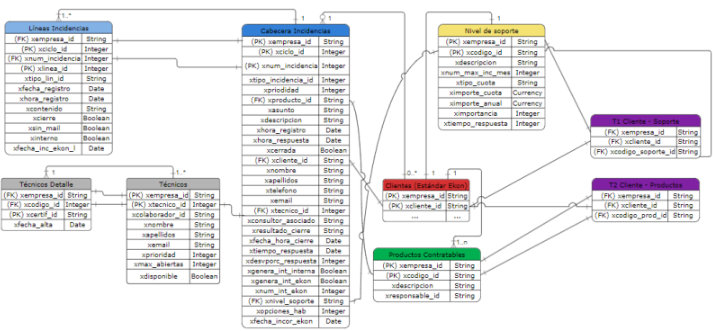 1..*
1
1
1
Líneas Incidencias
(FK) xempresa_id String
(PK) xciclo_id Integer
(FK) xnum_incidencia Integer
(PK) xlinea_id Integer
xtipo_lin_id String
xfecha_registro Date
xhora_registro Date
xcontenido String
xcierre Boolean
xsin_mail Boolean
xinterno Boolean
xfecha_inc_ekon_l Date
Cabecera Incidencias
(PK) xempresa_id String
(PK) xciclo_id Integer
(PK) xnum_incidencia Integer
xtipo_incidencia_id Integer
xpriodidad Integer
(FK) xproducto_id String
xasunto String
xdescripcion String
xhora_registro Date
xhora_respuesta Date
xcerrada Boolean
(FK) xcliente_id String
xnombre String
xapellidos String
xtelefono String
xemail String
(FK) xtecnico_id Integer
xconsultor_asociado String
xresultado_cierre String
xfecha_hora_cierre Date
xtiempo_respuesta Date
xdesvporc_respuesta Integer
xgenera_int_interna Boolean
xgenera_int_ekon Boolean
xnum_int_ekon Integer
(FK) xnivel_soporte String
xopciones_hab Integer
xfecha_incor_ekon Date
Nivel de soporte
(PK) xempresa_id String
(PK) xcodigo_id String
xdescripcion String
xnum_max_inc_mes Integer
xtipo_cuota String
ximporte_cuota Currency
ximporte_anual Currency
ximportancia Integer
xtiempo_respuesta Integer
T1 Cliente - Soporte
(FK) xempresa_id String
(FK) xcliente_id String
(FK) xcodigo_soporte_id String
1
1..*
Técnicos Detalle
(FK) xempresa_id String
(FK) xcodigo_id Integer
(PK) xcertif_id String
xfecha_alta Date
Técnicos
(PK) xempresa_id String
(PK) xtecnico_id Integer
xcolaborador_id String
xnombre String
xapellidos String
xemail String
xprioridad Integer
xmax_abiertas Integer
xdisponible Boolean
0..*
1
1
Clientes (Estándar Ekon)
(PK) xempresa_id String
(PK) xcliente_id String
... ...
T2 Cliente - Productos
(FK) xempresa_id String
(FK) xcliente_id String
(FK) xcodigo_prod_id String
1..n
Productos Contratables
(PK) xempresa_id String
(PK) xcodigo_id String
xdescripcion String
xresponsable_id String